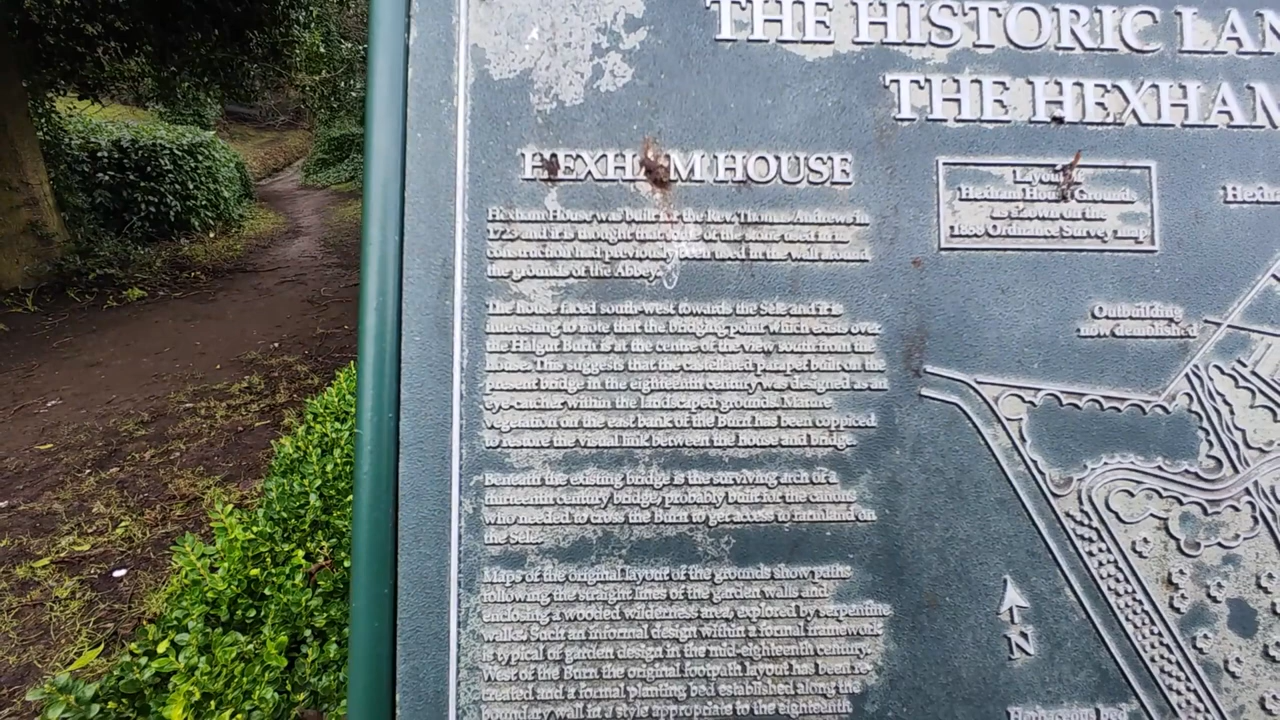 THE HISTORIC LAN
THE HEXHAM
HEXHAM HOUSE
Hexham House was built for the Rev. Thomas Andrews in
1723 and it is thought that some of the stone used in its
construction had previously been used in the wall around
the grounds of the Abbey.
The house faced south-west towards the Sele and it is
interesting to note that the bridging point which exists over
the Halgut Burn is at the centre of the view south from the
house. This suggests that the castellated parapet built on the
present bridge in the eighteenth century was designed as an
eye-catcher within the landscaped grounds. Mature
vegetation on the east bank of the Burn has been coppiced
to restore the visual link between the house and bridge.
Beneath the existing bridge is the surviving arch of a
thirteenth century bridge, probably built for the canons
who needed to cross the Burn to get access to farmland on
the Sele.
Maps of the original layout of the grounds show paths
following the straight lines of the garden walls and
enclosing a wooded wilderness area, explored by serpentine
walks. Such an informal design within a formal framework
is typical of garden design in the mid-eighteenth century.
West of the Burn the original footpath layout has been re-
created and a formal planting bed established along the
boundary wall in a style appropriate to the eighteenth
Layout of
Hexham House Grounds
as shown on the
Ordnance Survey map
Hexh
Outbuilding
now demolished
N